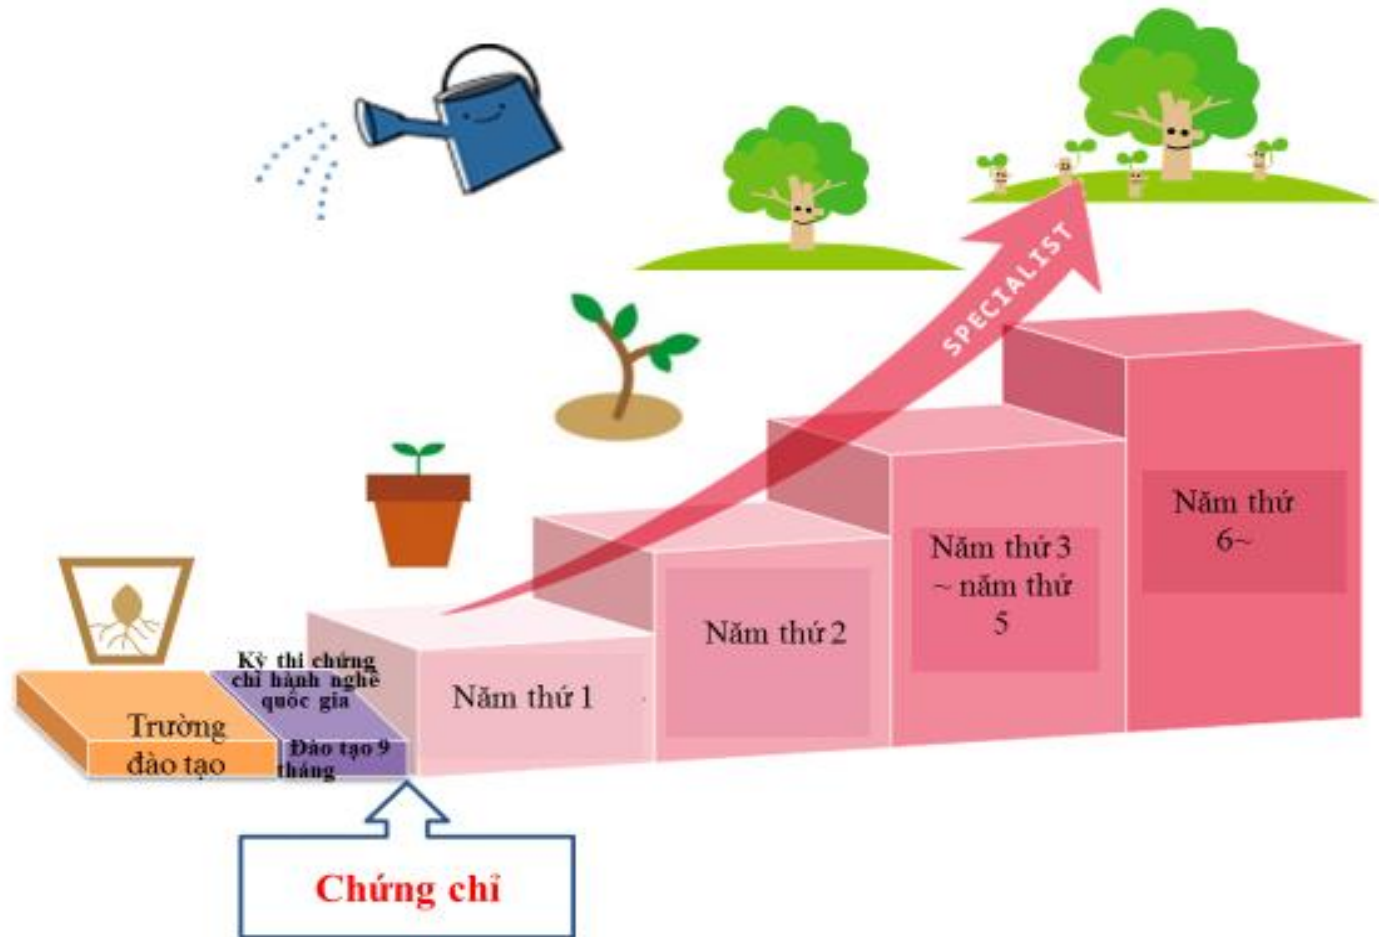 SPECIALIST
Năm thứ
6~
Năm thứ 3
~ năm thứ
5
Năm thứ 2
Năm thứ 1
Kỳ thi chứng
chỉ hành nghề
quốc gia
Trường
đào tạo
Đào tạo 9
tháng
Chứng chỉ